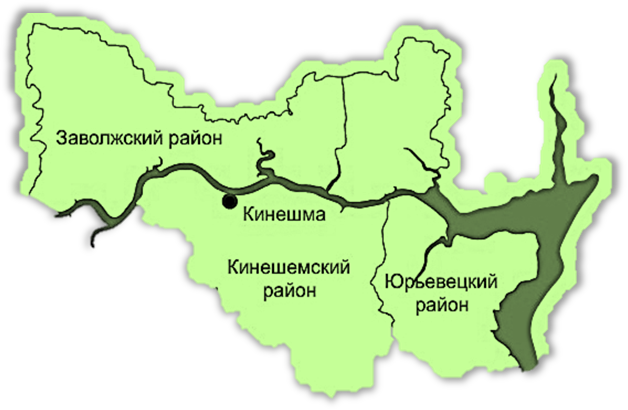 Заволжский район
Кинешма
Кинешемский
район
Юрьевецкий
район